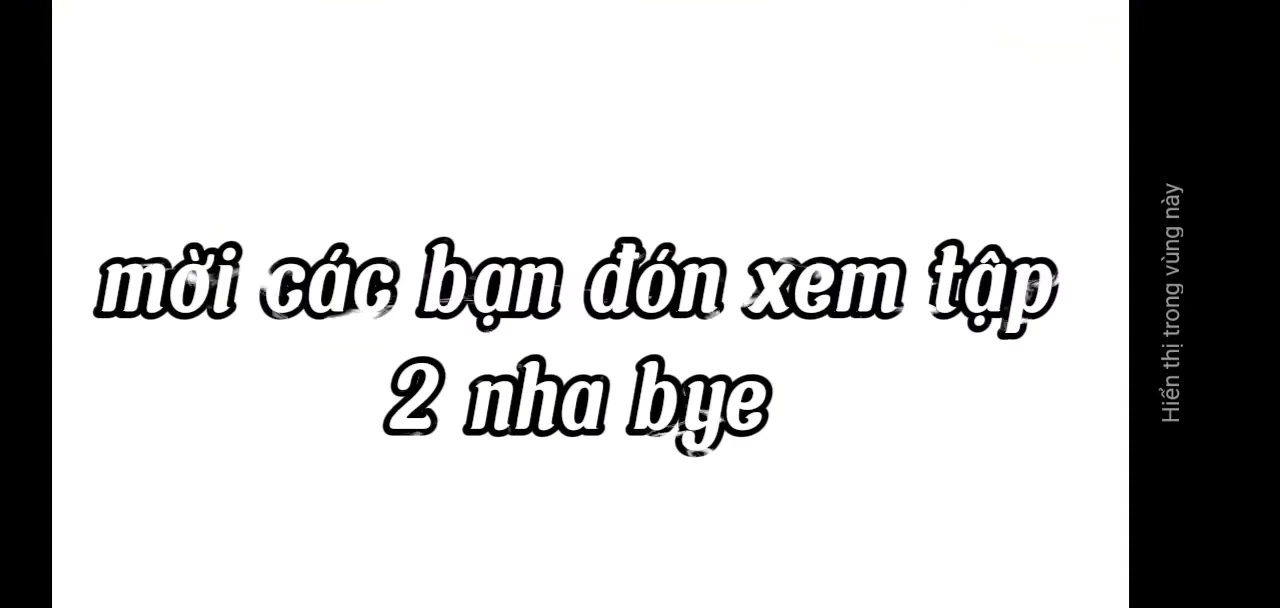 mời các bạn đón xem tập
2 nha bye
Hiển thị trong vùng này